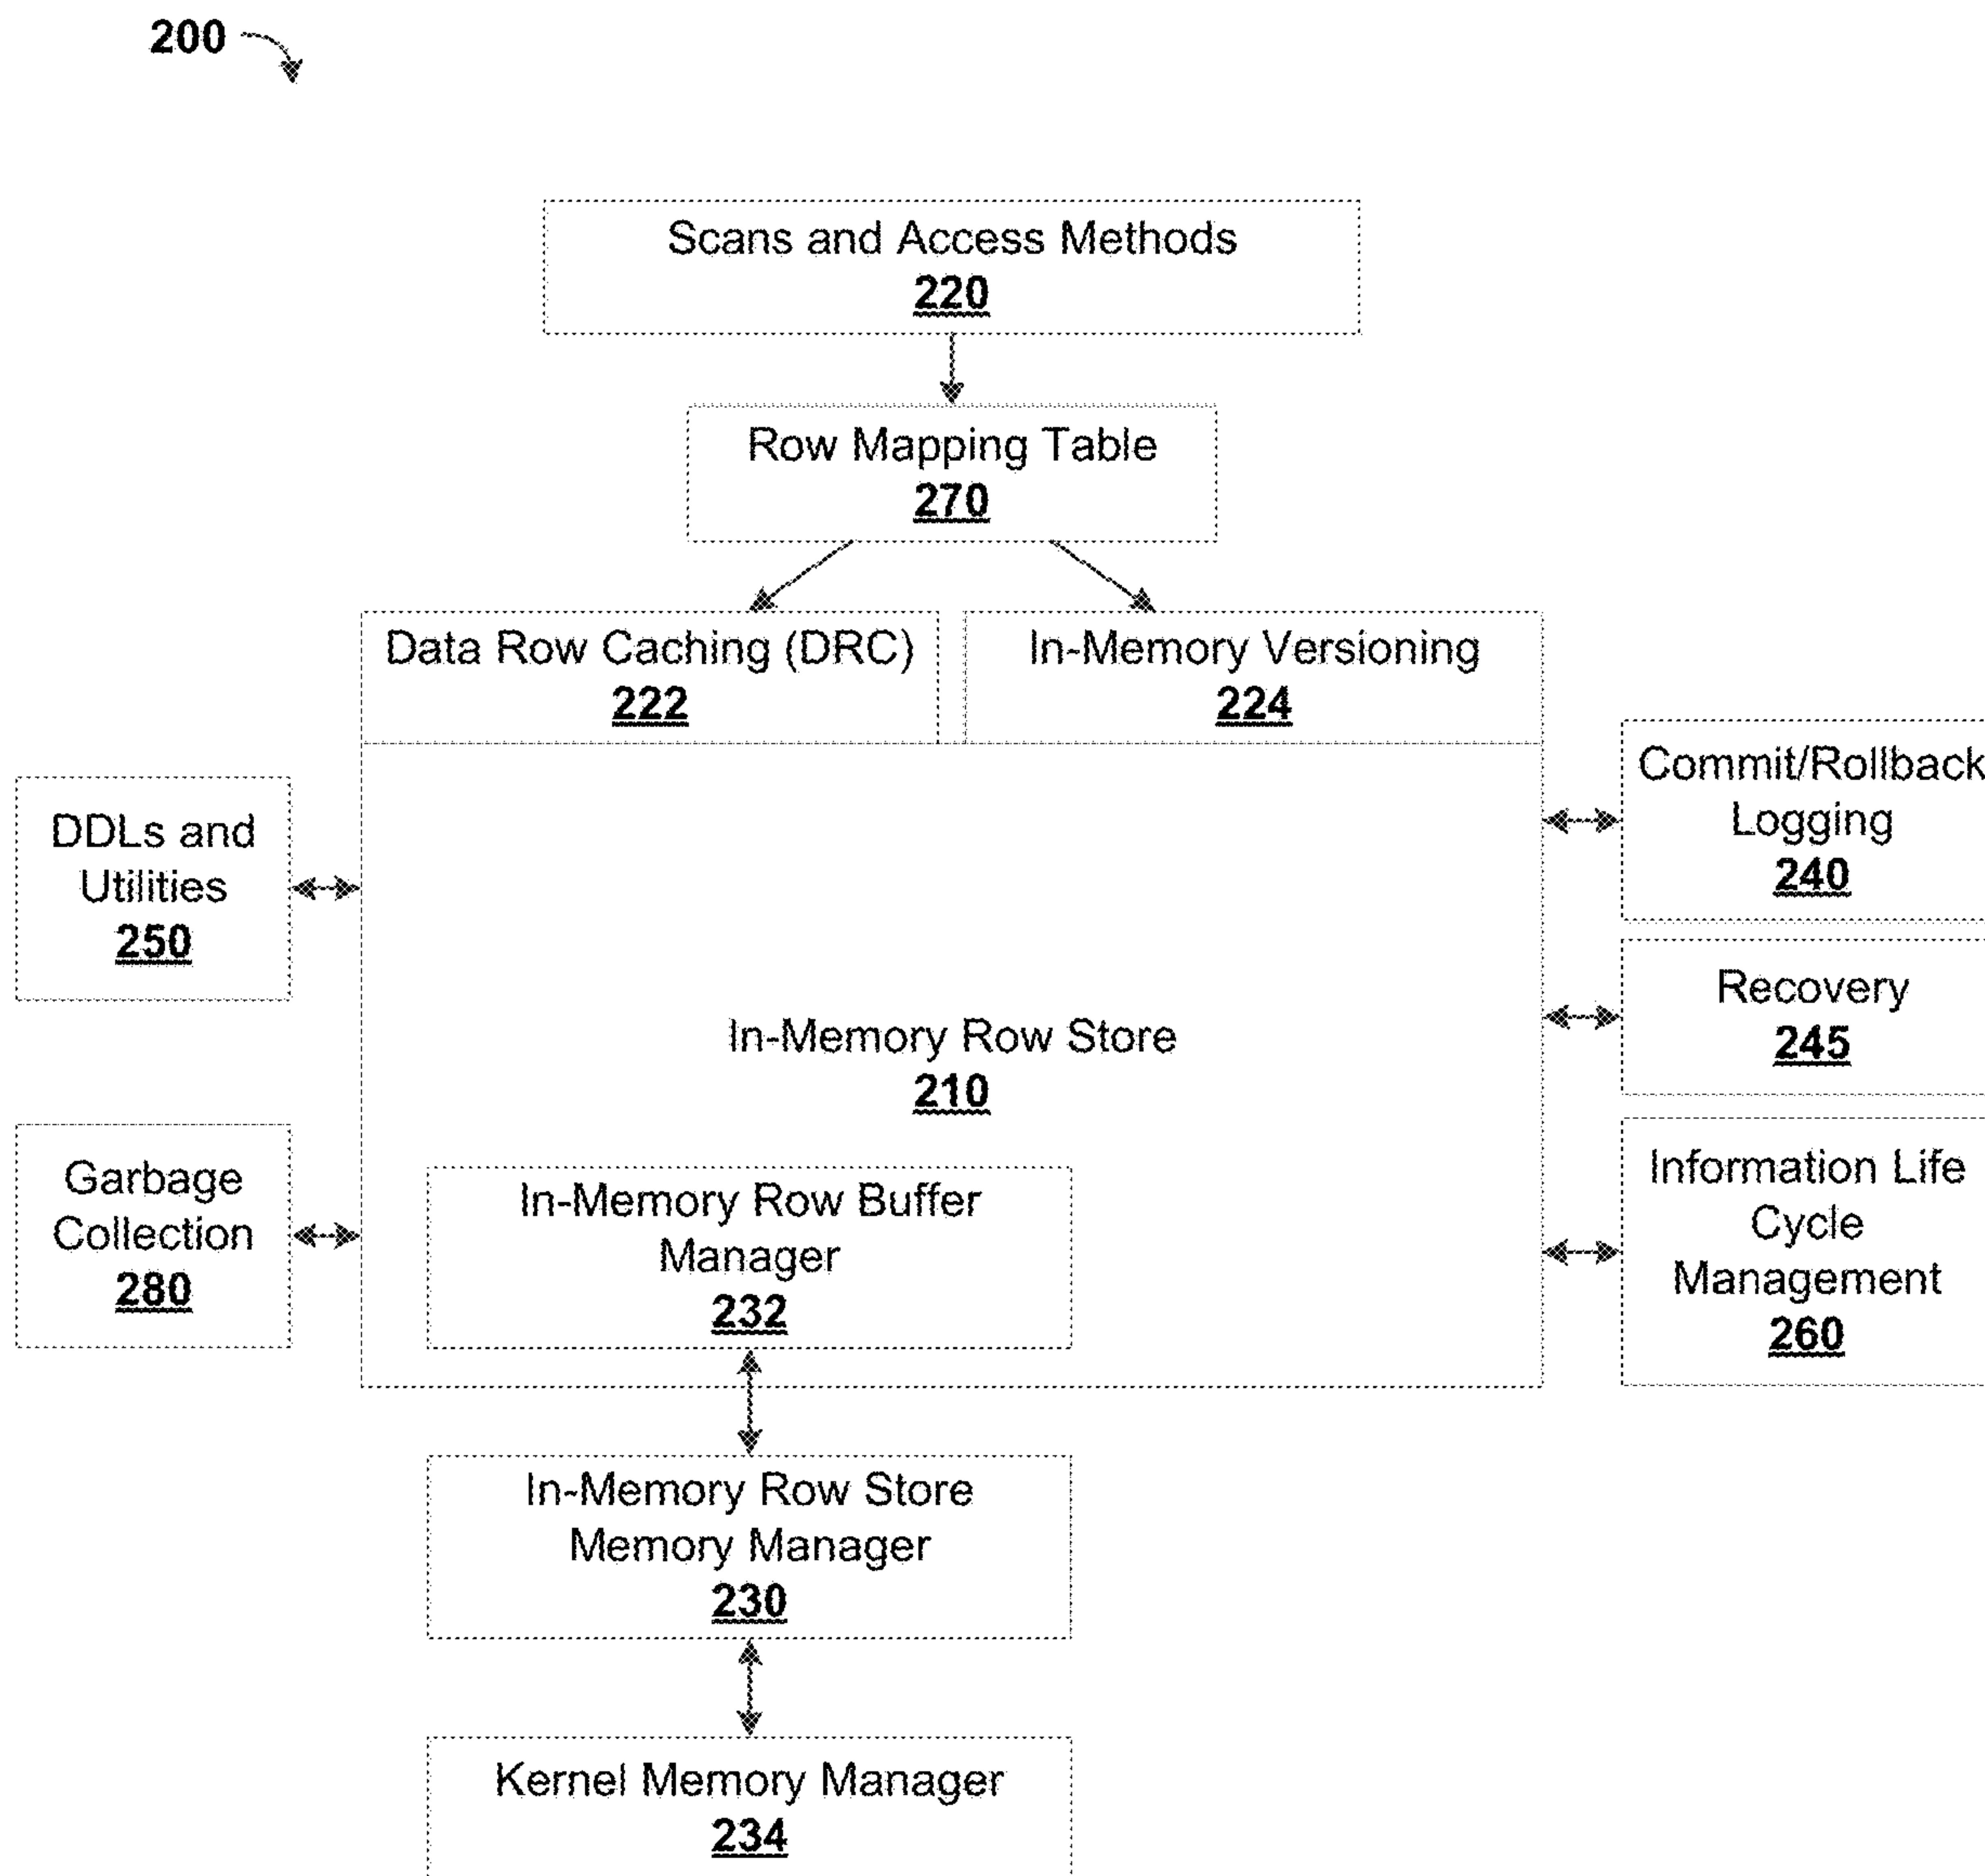 200
Scans and Access Methods
220
Row Mapping Table
270
Data Row Caching (DRC)
222
In-Memory Versioning
224
DDLs and
Utilities
250
Garbage
Collection
280
In-Memory Row Store
210
In-Memory Row Buffer
Manager
232
Commit/Rollback
Logging
240
Recovery
245
Information Life
Cycle
Management
260
In-Memory Row Store
Memory Manager
230
Kernel Memory Manager
234